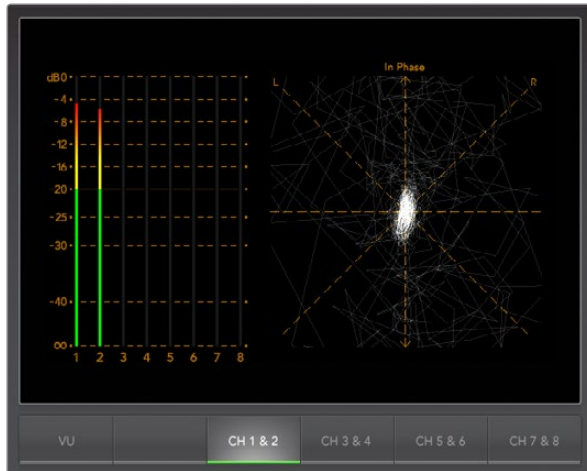 In Phase
L
R
dB0
-4
-8
-12
-16
-20
-25
-30
-40
∞
1 2 3 4 5 6 7 8
VU
CH 1 & 2
CH 3 & 4
CH 5 & 6
CH 7 & 8